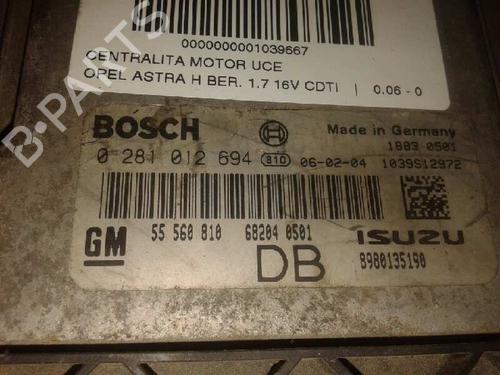 0000000001039667
CENTRALITA MOTOR UCE
OPEL ASTRA H BER. 1.7 16V CDTI | 0.06 - 0
B-PARTS
BOSCH
Made in Germany
0 281 012 694 810 06-02-04
1883 0501
1039S12972
GM 55 560 810 68204 0501
DB
ISUZU
8980135190